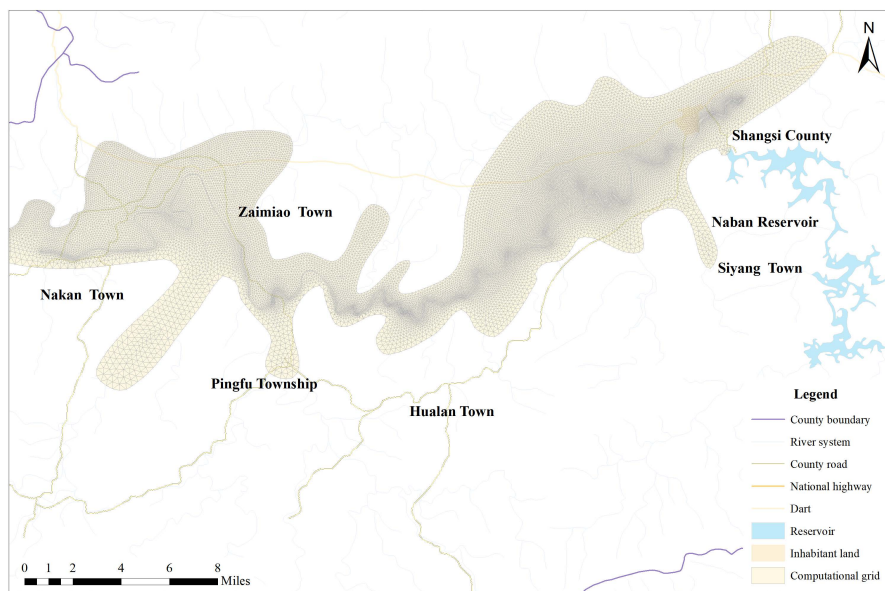 N
Shangsi County
Zaimiao Town
Naban Reservoir
Siyang Town
Nakan Town
Pingfu Township
Hualan Town
Legend
County boundary
River system
County road
National highway
Dart
Reservoir
Inhabitant land
Computational grid
0 1 2 4 6 8
Miles